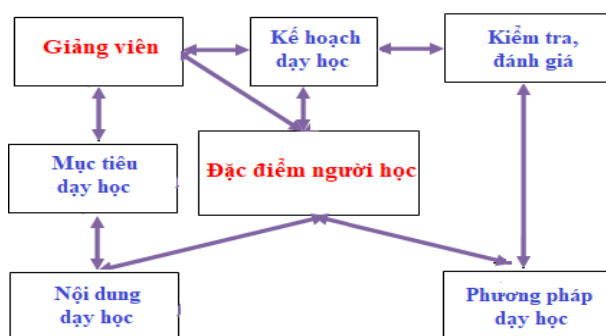 Giảng viên
Kế hoạch
dạy học
Kiểm tra,
đánh giá
Mục tiêu
dạy học
Đặc điểm người học
Nội dung
dạy học
Phương pháp
dạy học